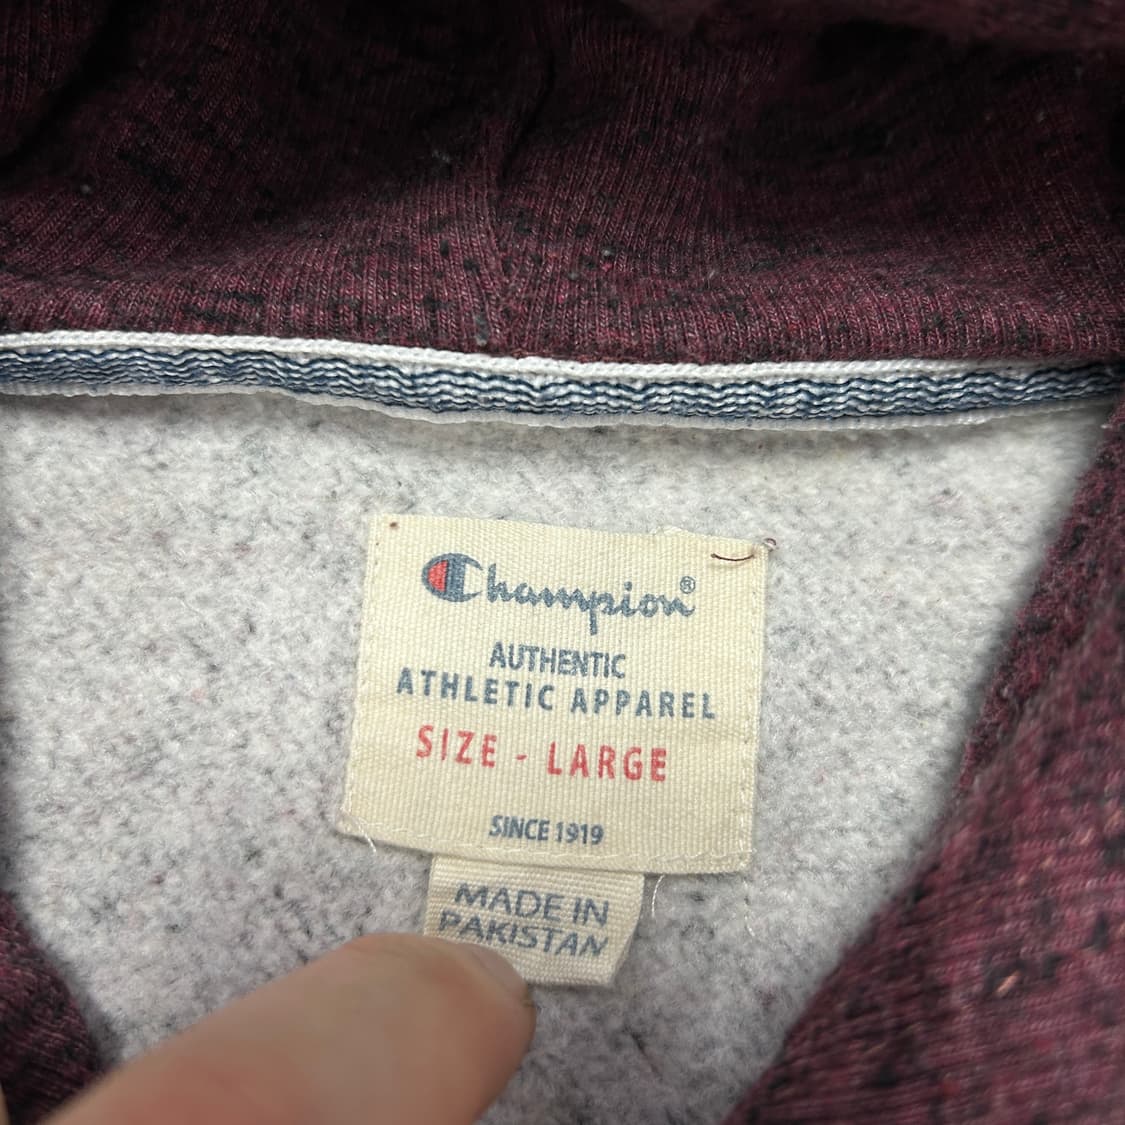 Champion®
AUTHENTIC
ATHLETIC APPAREL
SIZE - LARGE
SINCE 1919
MADE IN
PAKISTAN